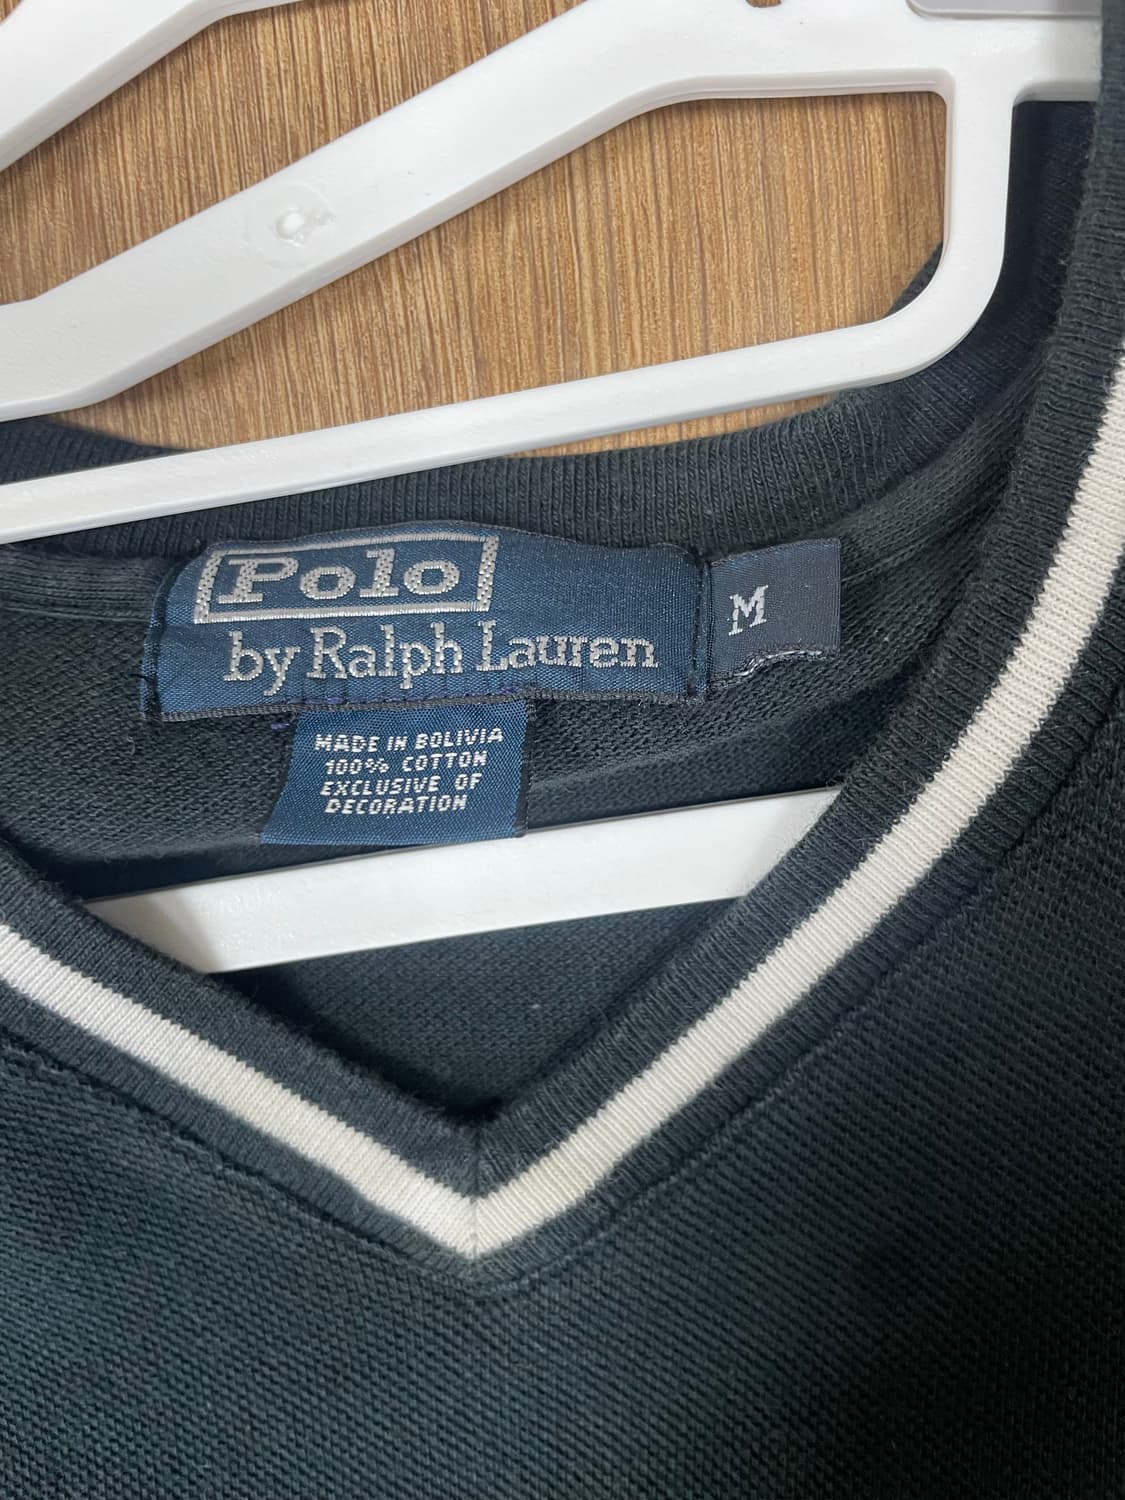 Polo
by Ralph Lauren
M
MADE IN BOLIVIA
100% COTTON
EXCLUSIVE OF
DECORATION